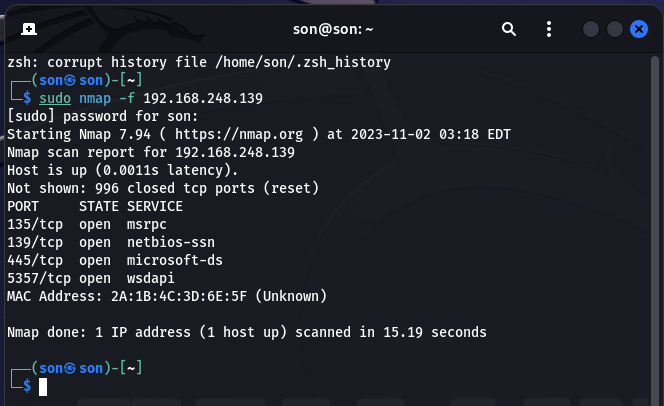 son@son: ~
zsh: corrupt history file /home/son/.zsh_history
┌──(son㉿son)-[~]
└─$ sudo nmap -f 192.168.248.139
[sudo] password for son:
Starting Nmap 7.94 ( https://nmap.org ) at 2023-11-02 03:18 EDT
Nmap scan report for 192.168.248.139
Host is up (0.0011s latency).
Not shown: 996 closed tcp ports (reset)
PORT     STATE SERVICE
135/tcp  open  msrpc
139/tcp  open  netbios-ssn
445/tcp  open  microsoft-ds
5357/tcp open  wsdapi
MAC Address: 2A:1B:4C:3D:6E:5F (Unknown)

Nmap done: 1 IP address (1 host up) scanned in 15.19 seconds

┌──(son㉿son)-[~]
└─$